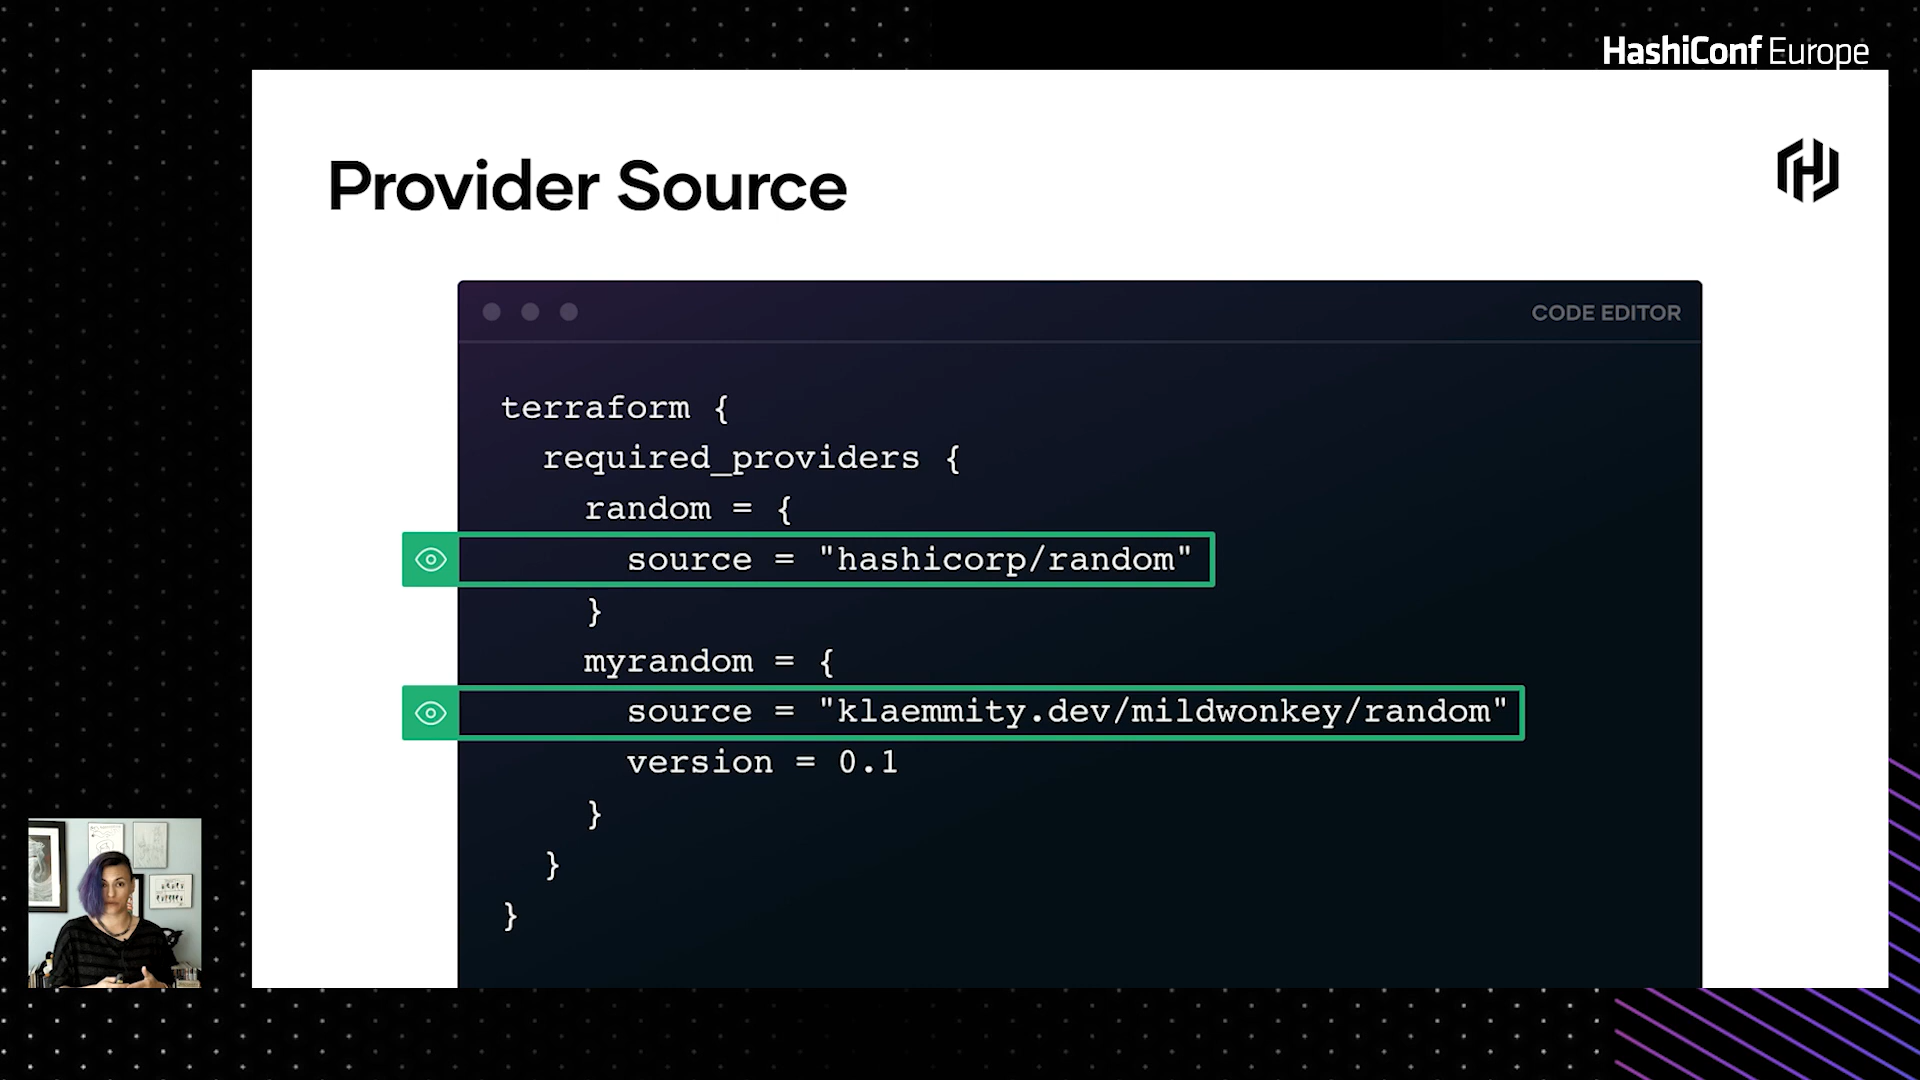 HashiConf Europe
Provider Source
CODE EDITOR
terraform {
required_providers {
random = {
source = "hashicorp/random"
}
myrandom = {
source = "klaemmity.dev/mildwonkey/random"
version = 0.1
}
}
}